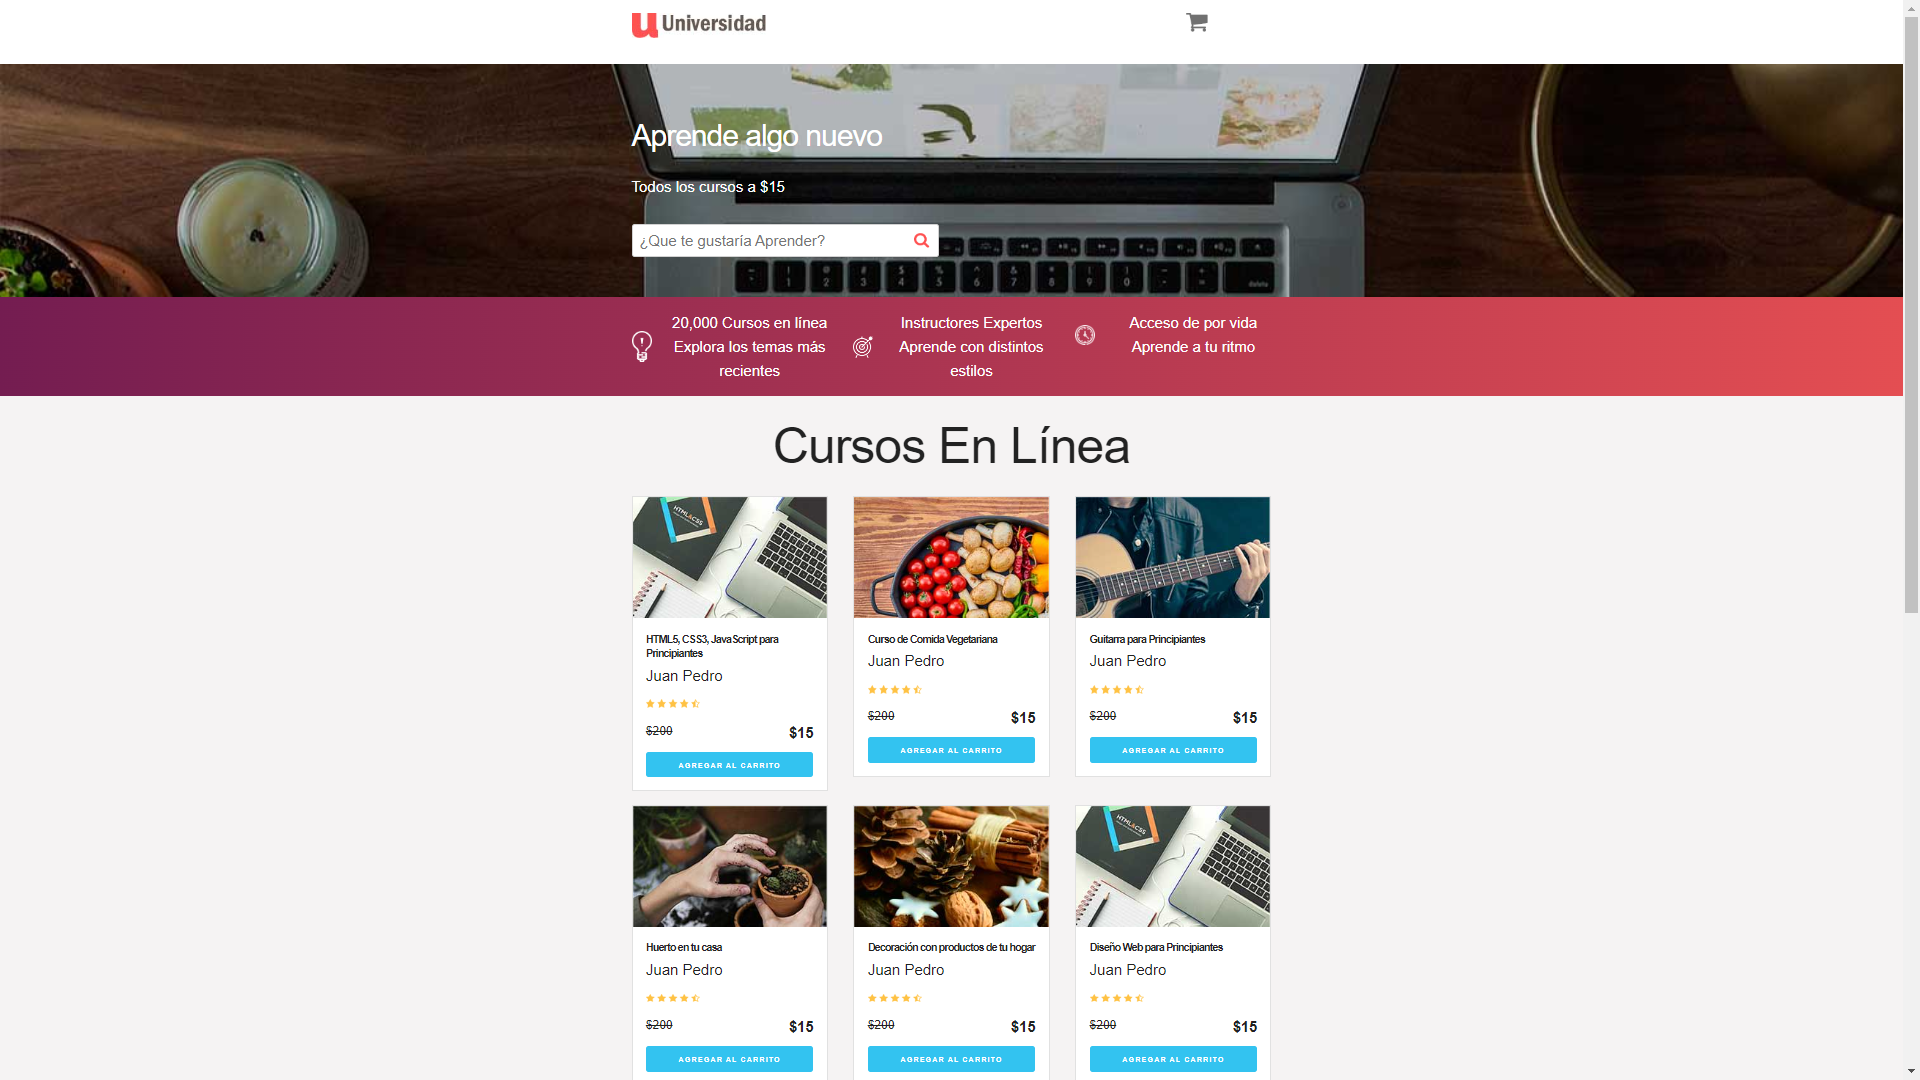 Universidad
Aprende algo nuevo
Todos los cursos a $15
¿Que te gustaría Aprender?
20,000 Cursos en línea
Explora los temas más
recientes
Instructores Expertos
Aprende con distintos
estilos
Acceso de por vida
Aprende a tu ritmo
Cursos En Línea
HTML&CSS
HTML5, CSS3, JavaScript para
Principiantes
Juan Pedro
$200 $15
AGREGAR AL CARRITO
Curso de Comida Vegetariana
Juan Pedro
$200 $15
AGREGAR AL CARRITO
Guitarra para Principiantes
Juan Pedro
$200 $15
AGREGAR AL CARRITO
Huerto en tu casa
Juan Pedro
$200 $15
AGREGAR AL CARRITO
Decoración con productos de tu hogar
Juan Pedro
$200 $15
AGREGAR AL CARRITO
HTML&CSS
Diseño Web para Principiantes
Juan Pedro
$200 $15
AGREGAR AL CARRITO